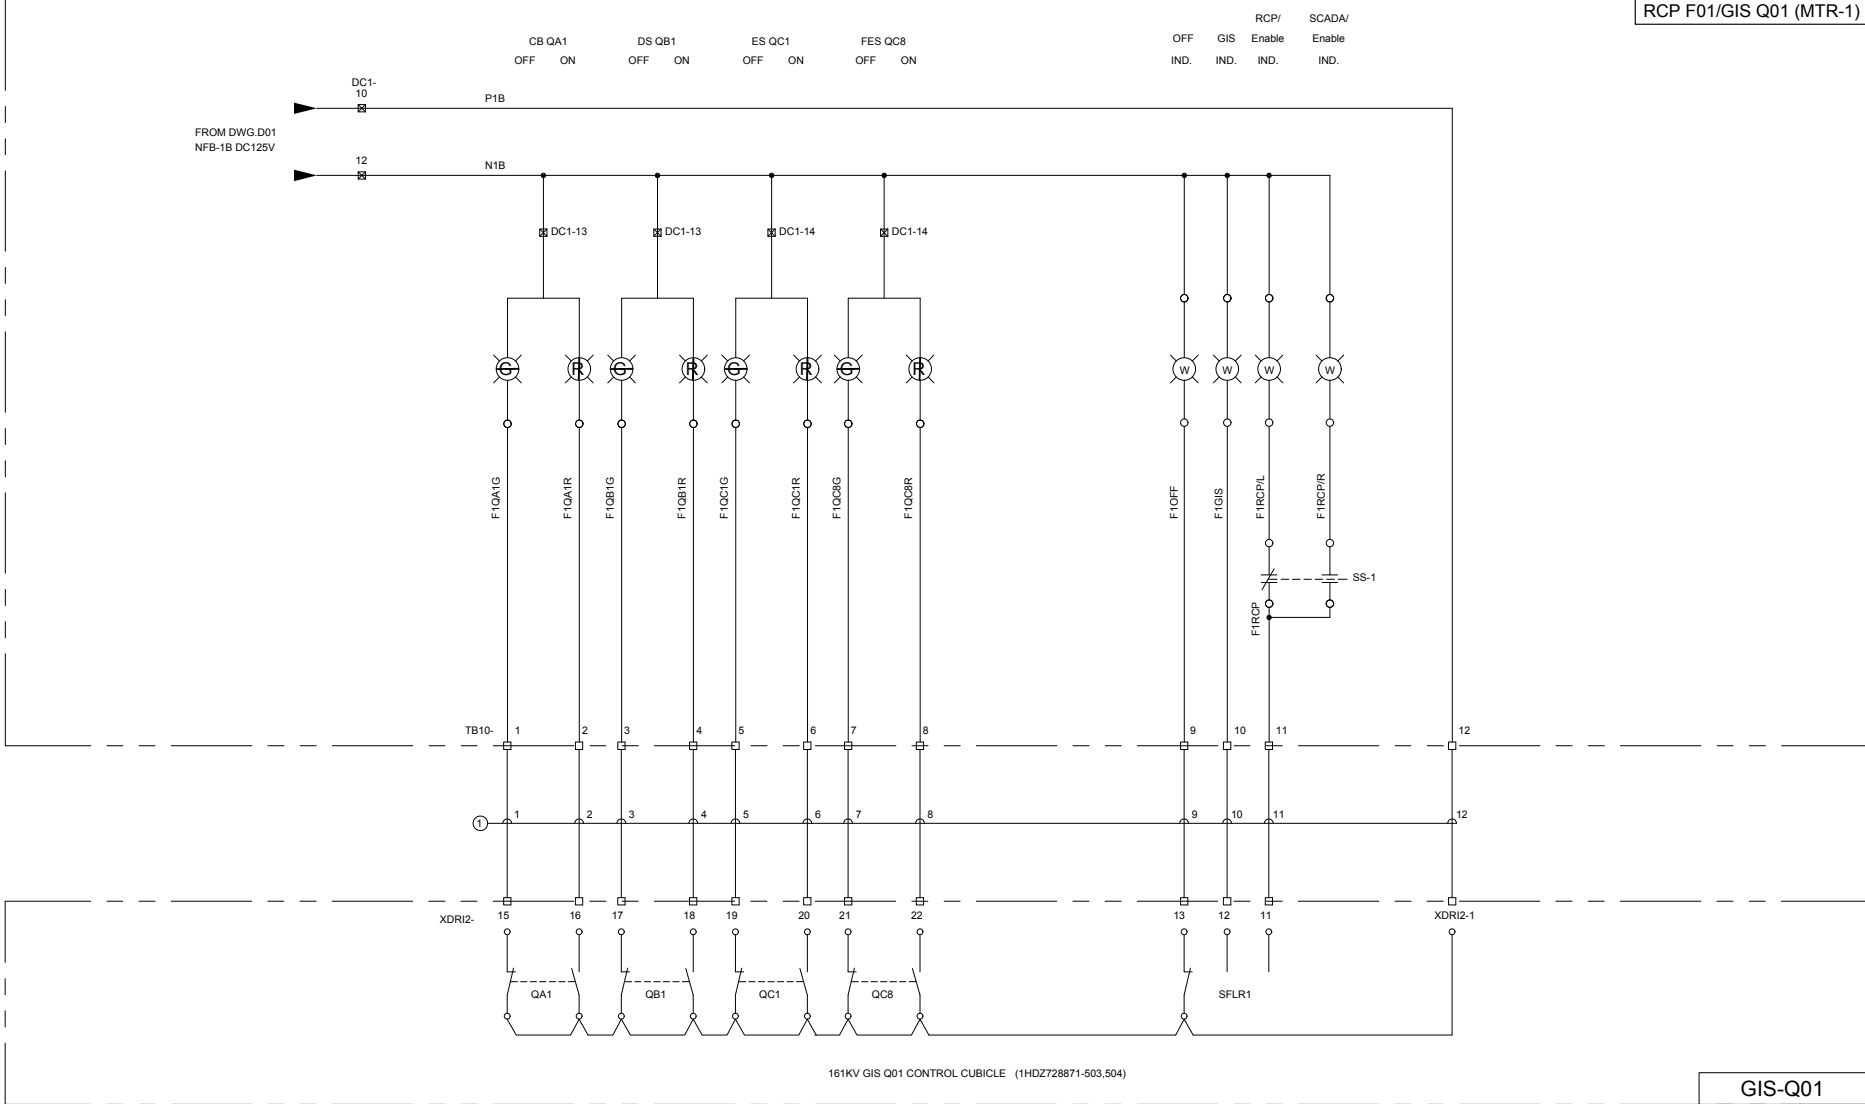 RCP F01/GIS Q01 (MTR-1)
RCP/ SCADA/
CB QA1 DS QB1 ES QC1 FES QC8 OFF GIS Enable Enable
OFF ON OFF ON OFF ON OFF ON IND. IND. IND. IND.
DC1-
10 P1B
FROM DWG.D01
NFB-1B DC125V
12 N1B
DC1-13 DC1-13 DC1-14 DC1-14
G R G R G R G R W W W W
F1QA1G F1QA1R F1QB1G F1QB1R F1QC1G F1QC1R F1QC8G F1QC8R F1OFF F1GIS F1RCP/L F1RCP/R
SS-1
F1RCP
TB10- 1 2 3 4 5 6 7 8 9 10 11 12
1 1 2 3 4 5 6 7 8 9 10 11 12
XDRI2- 15 16 17 18 19 20 21 22 13 12 11 XDRI2-1
QA1 QB1 QC1 QC8 SFLR1
161KV GIS Q01 CONTROL CUBICLE (1HDZ728871-503,504)
GIS-Q01